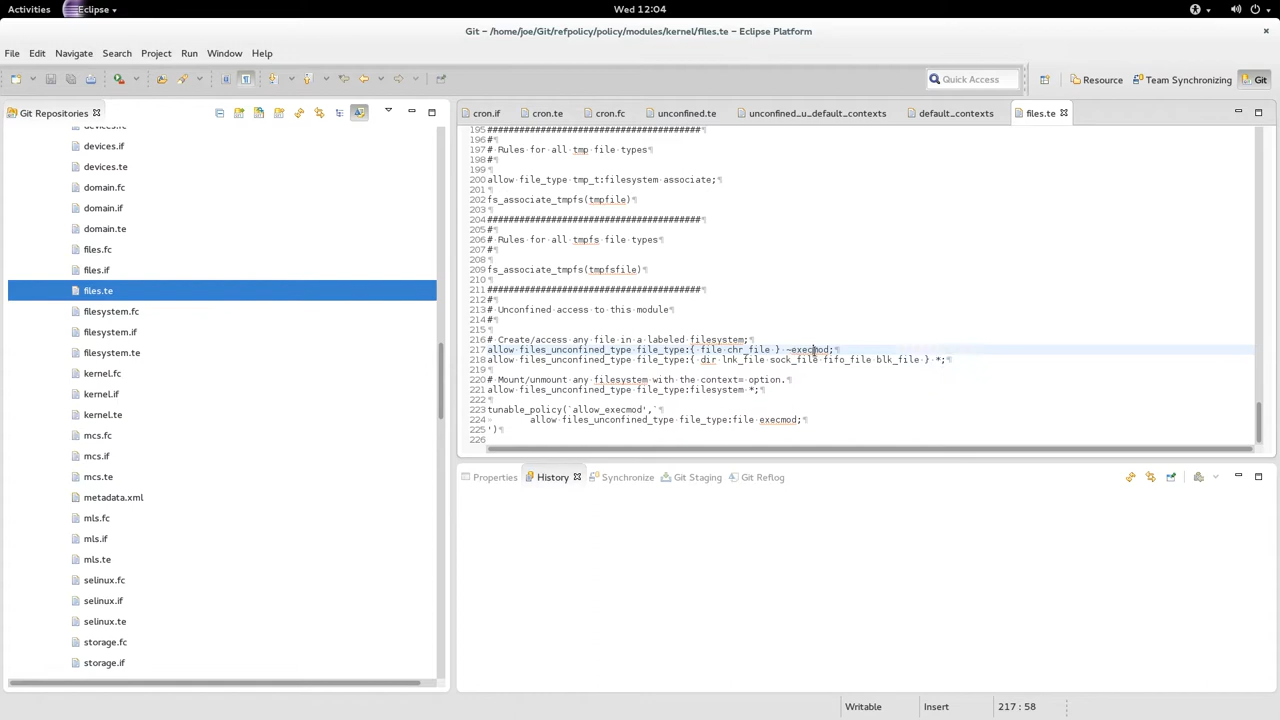 Activities Eclipse Wed 12:04
Git – /home/joe/Git/refpolicy/policy/modules/kernel/files.te – Eclipse Platform
File Edit Navigate Search Project Run Window Help
Quick Access Resource Team Synchronizing Git
Git Repositories
devices.fc
devices.if
devices.te
domain.fc
domain.if
domain.te
files.fc
files.if
files.te
filesystem.fc
filesystem.if
filesystem.te
kernel.fc
kernel.if
kernel.te
mcs.fc
mcs.if
mcs.te
metadata.xml
mls.fc
mls.if
mls.te
selinux.fc
selinux.if
selinux.te
storage.fc
storage.if
cron.if cron.te cron.fc unconfined.te unconfined_u_default_contexts default_contexts files.te
195 ########################################¶
196 #¶
197 # Rules for all tmp file types¶
198 #¶
199 ¶
200 allow file_type tmp_t:filesystem associate;¶
201 ¶
202 fs_associate_tmpfs(tmpfile)¶
203 ¶
204 ########################################¶
205 #¶
206 # Rules for all tmpfs file types¶
207 #¶
208 ¶
209 fs_associate_tmpfs(tmpfsfile)¶
210 ¶
211 ########################################¶
212 #¶
213 # Unconfined access to this module¶
214 #¶
215 ¶
216 # Create/access any file in a labeled filesystem;¶
217 allow files_unconfined_type file_type:{ file chr_file } ~execmod;¶
218 allow files_unconfined_type file_type:{ dir lnk_file sock_file fifo_file blk_file } *;¶
219 ¶
220 # Mount/unmount any filesystem with the context= option.¶
221 allow files_unconfined_type file_type:filesystem *;¶
222 ¶
223 tunable_policy(`allow_execmod',`¶
224 allow files_unconfined_type file_type:file execmod;¶
225 ')¶
226
Properties History Synchronize Git Staging Git Reflog
Writable Insert 217 : 58